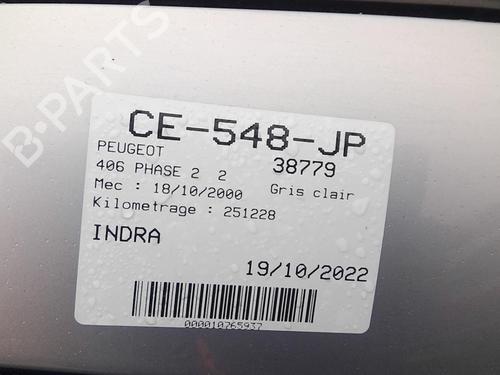 CE-548-JP
PEUGEOT 38779
406 PHASE 2 2 Gris clair
Mec : 18/10/2000
Kilometrage : 251228
INDRA
19/10/2022
000010765937
B-PARTS